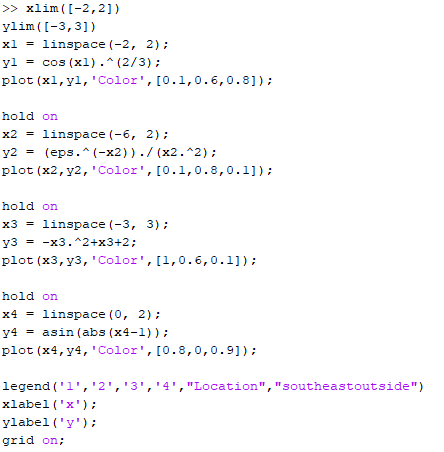 >> xlim([-2,2])
ylim([-3,3])
x1 = linspace(-2, 2);
y1 = cos(x1).^(2/3);
plot(x1,y1,'Color',[0.1,0.6,0.8]);
hold on
x2 = linspace(-6, 2);
y2 = (eps.^(-x2))./(x2.^2);
plot(x2,y2,'Color',[0.1,0.8,0.1]);
hold on
x3 = linspace(-3, 3);
y3 = -x3.^2+x3+2;
plot(x3,y3,'Color',[1,0.6,0.1]);
hold on
x4 = linspace(0, 2);
y4 = asin(abs(x4-1));
plot(x4,y4,'Color',[0.8,0,0.9]);
legend('1','2','3','4',"Location","southeastoutside")
xlabel('x');
ylabel('y');
grid on;